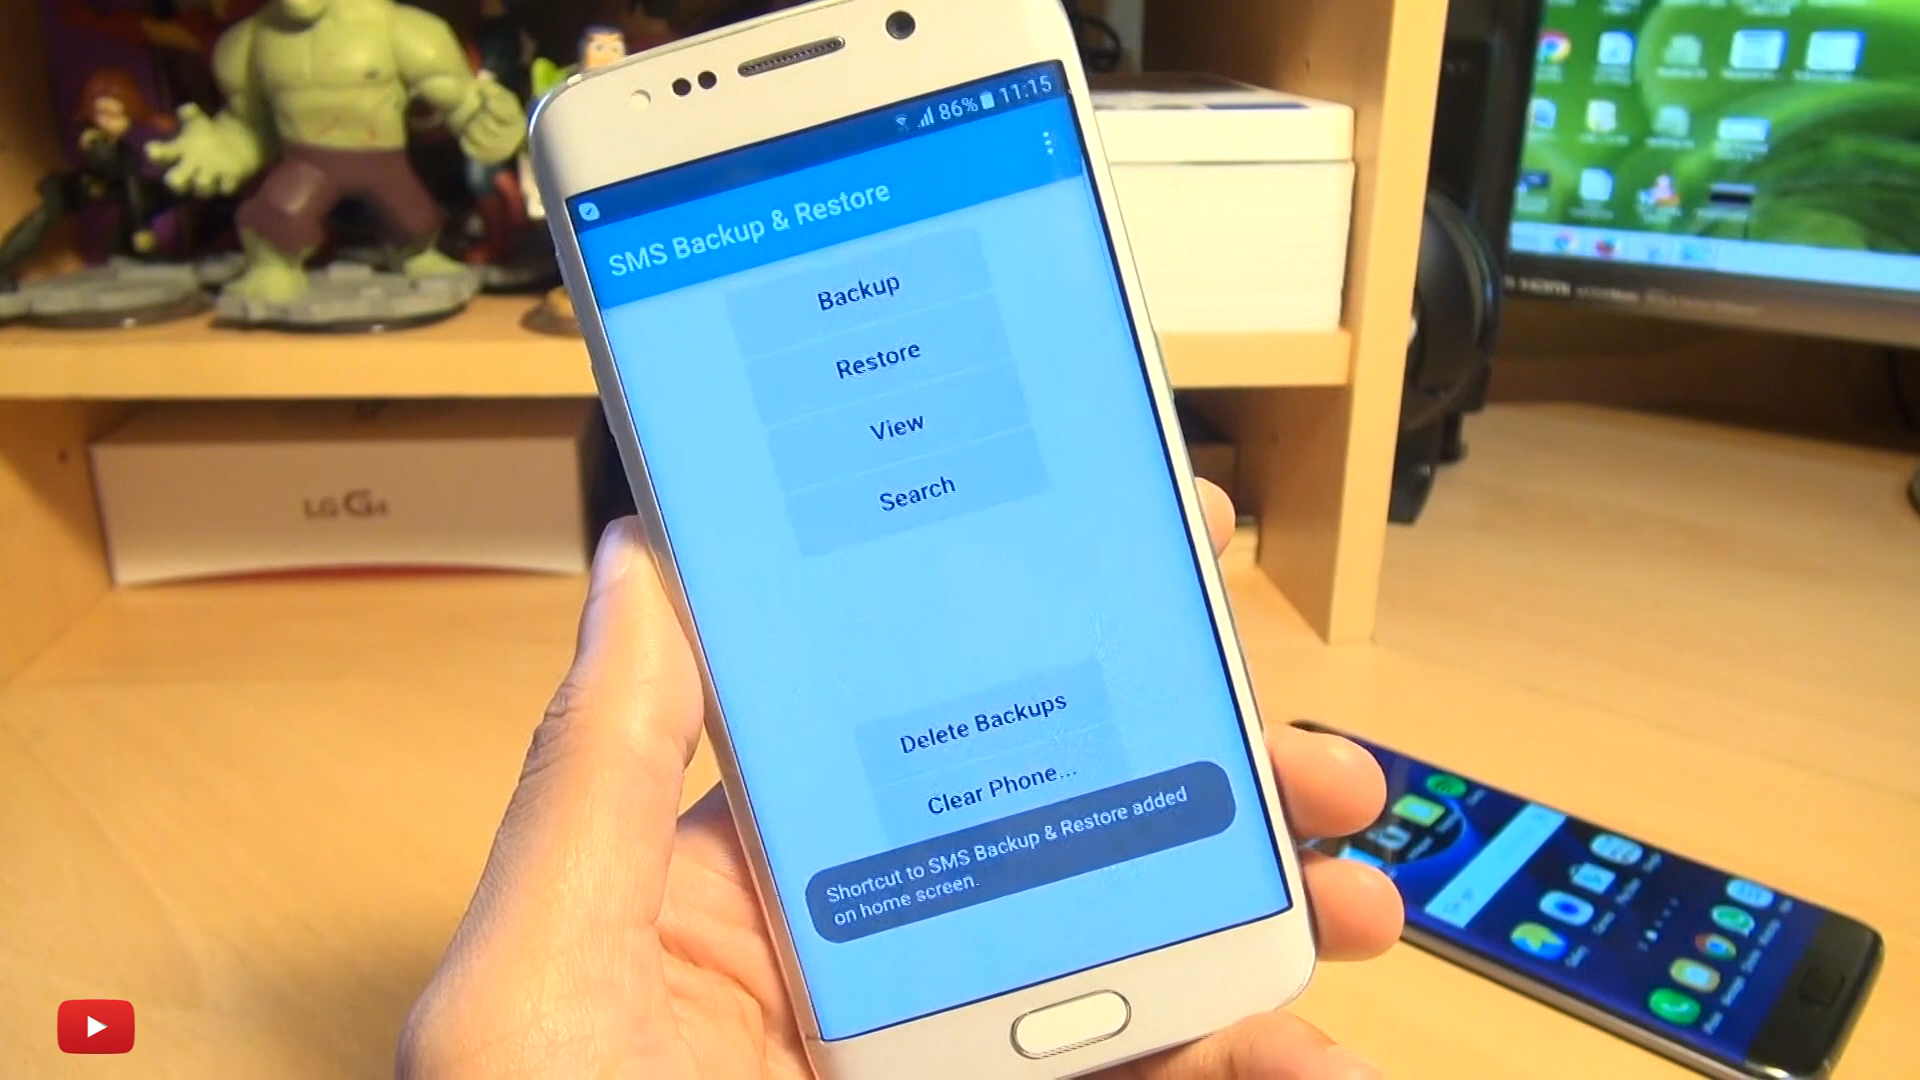 86% 11:15
SMS Backup & Restore
Backup
Restore
View
Search
Delete Backups
Clear Phone...
Shortcut to SMS Backup & Restore added
on home screen.
LG G4
HDMI